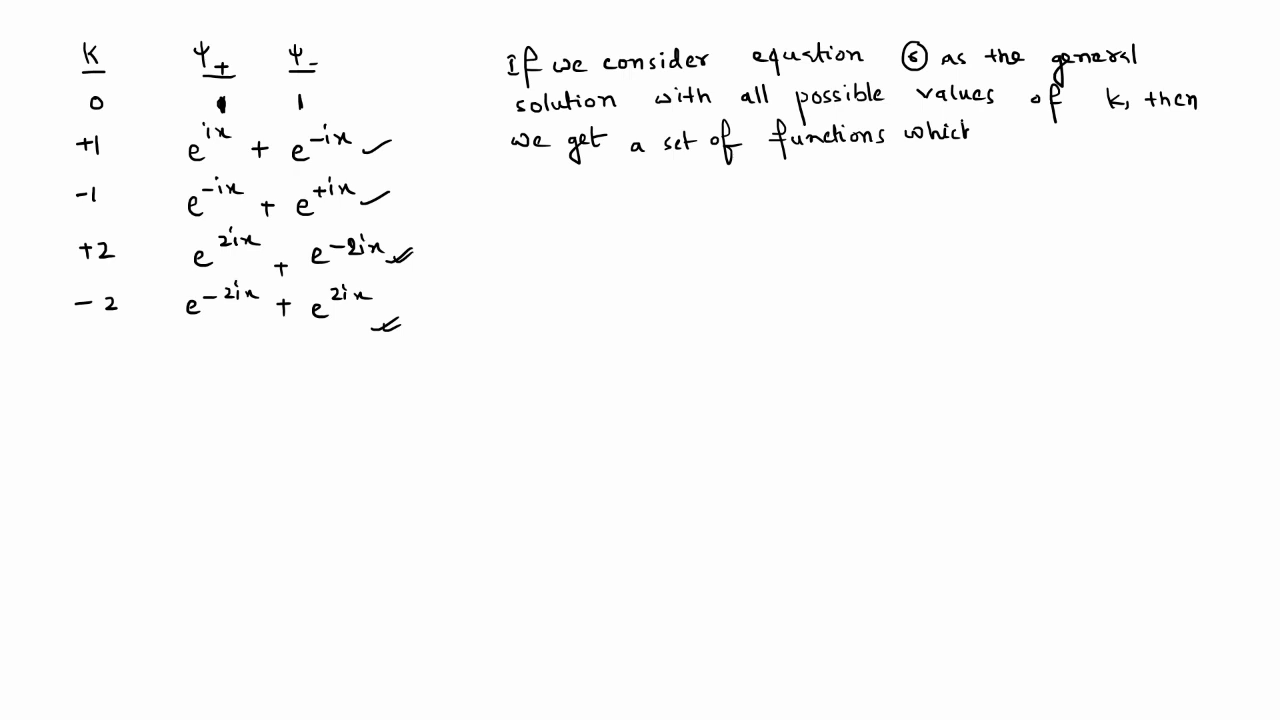 K ψ₊ ψ₋
0 1 1
+1 e^{ix} + e^{-ix} ✓
-1 e^{-ix} + e^{+ix} ✓
+2 e^{2ix} + e^{-2ix} ✓
-2 e^{-2ix} + e^{2ix} ✓
If we consider equation ⑥ as the general
solution with all possible values of k, then
we get a set of functions which